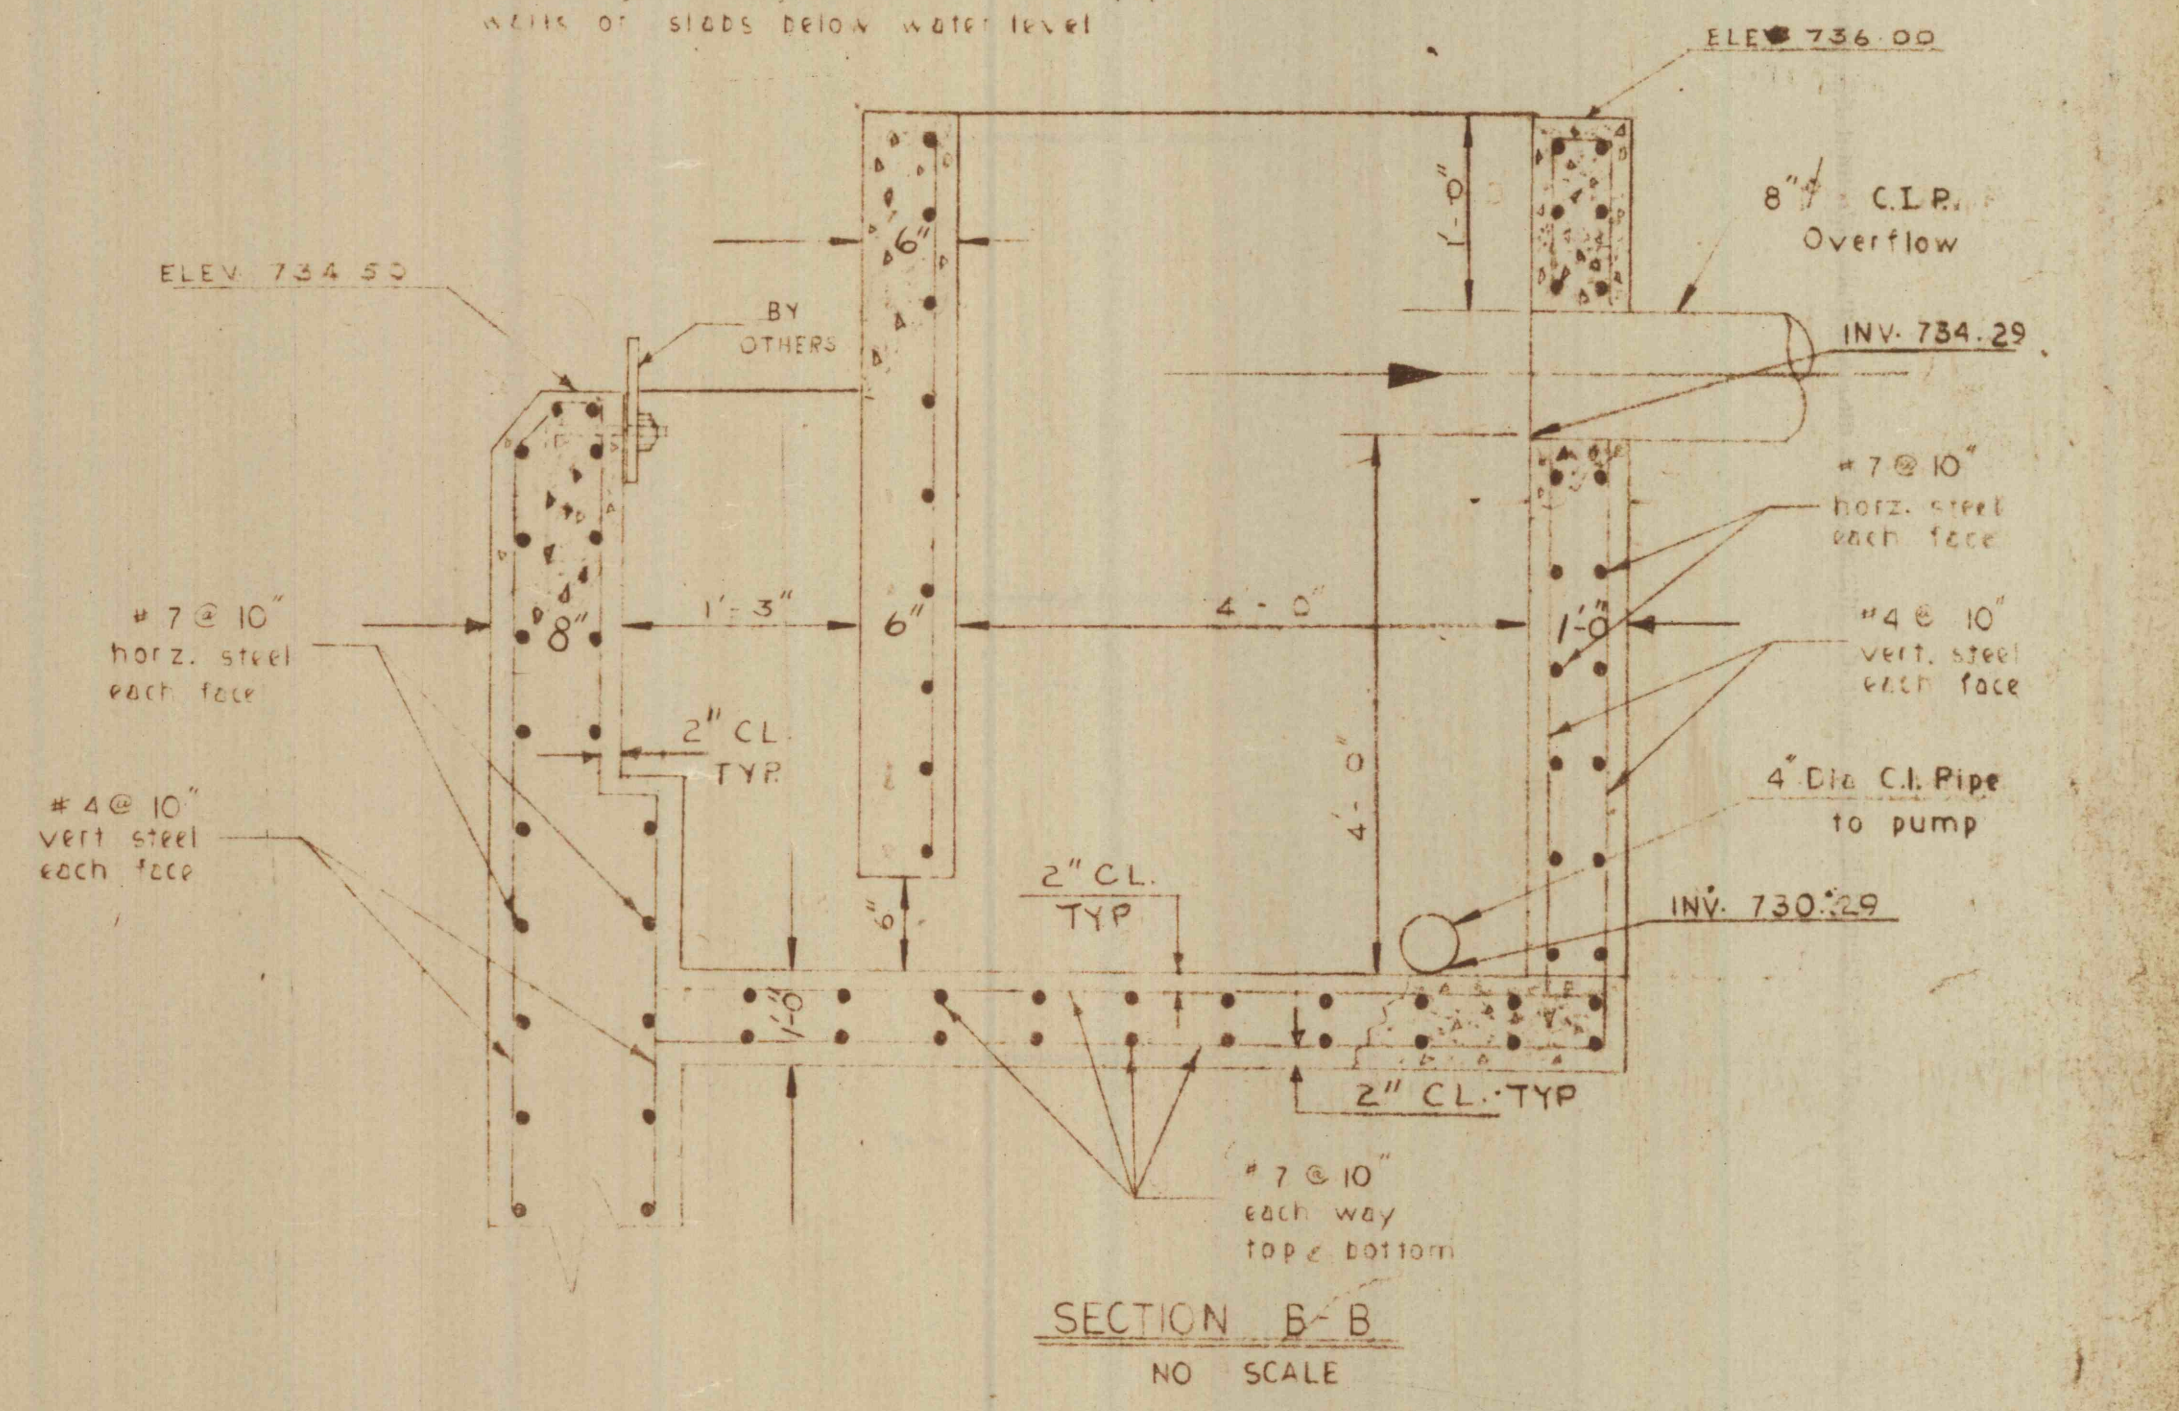 walls or slabs below water level
ELEV 736.00
8"ϕ C.I.P.
Overflow
INV. 734.29
1'-0"
6"
ELEV. 734.50
BY
OTHERS
# 7 @ 10"
horz. steel
each face
# 7 @ 10"
horz. steel
each face
8"
1'-3"
6"
4'-0"
1'-0"
#4 @ 10"
vert. steel
each face
2" CL.
TYP.
# 4 @ 10"
vert steel
each face
4'-0"
4" Dia C.I. Pipe
to pump
2" CL.
TYP
6"
INV. 730.29
1'-0"
2" CL. TYP
# 7 @ 10"
each way
top & bottom
SECTION B-B
NO SCALE